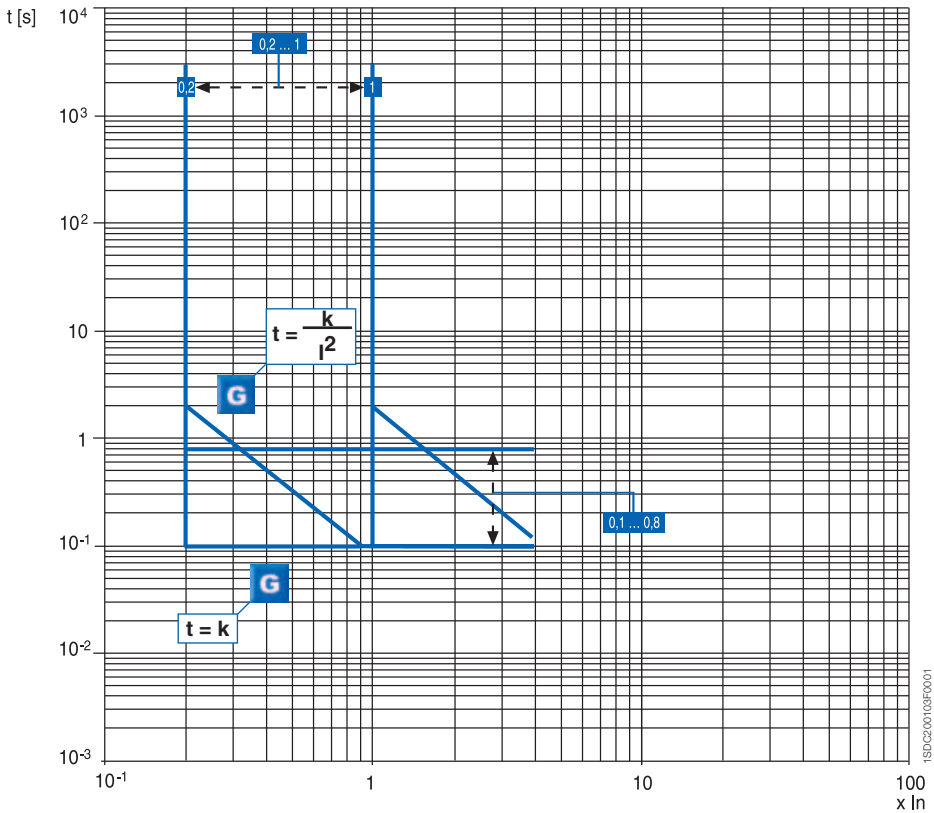 t [s]
10⁴
0,2 ... 1
0,2
1
10³
10²
t = k / I²
10
G
1
0,1 ... 0,8
10⁻¹
G
t = k
10⁻²
1SDC200103F0001
10⁻³
10⁻¹
1
10
100
x In